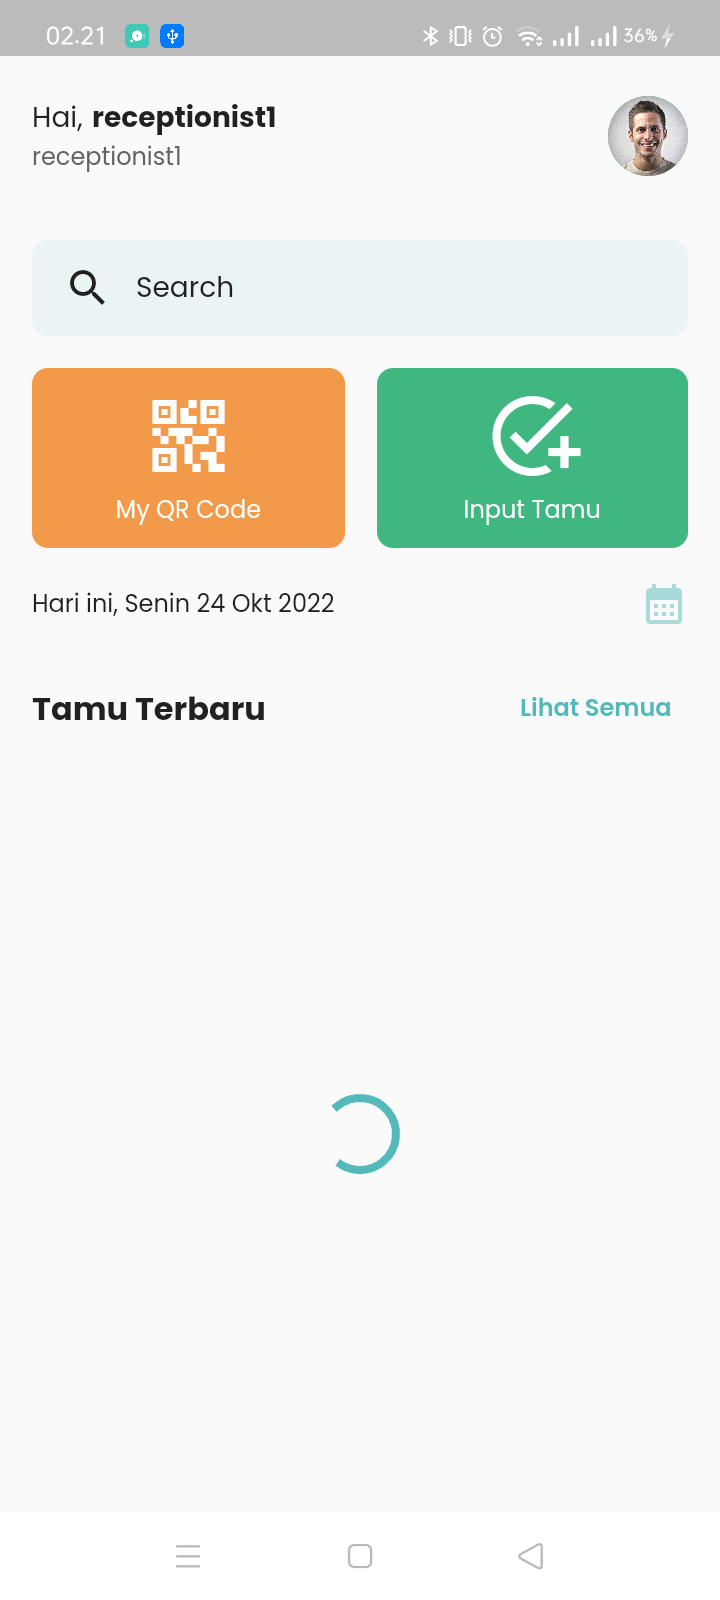 02.21
36%
Hai, receptionist1
receptionist1
Search
My QR Code
Input Tamu
Hari ini, Senin 24 Okt 2022
Tamu Terbaru
Lihat Semua